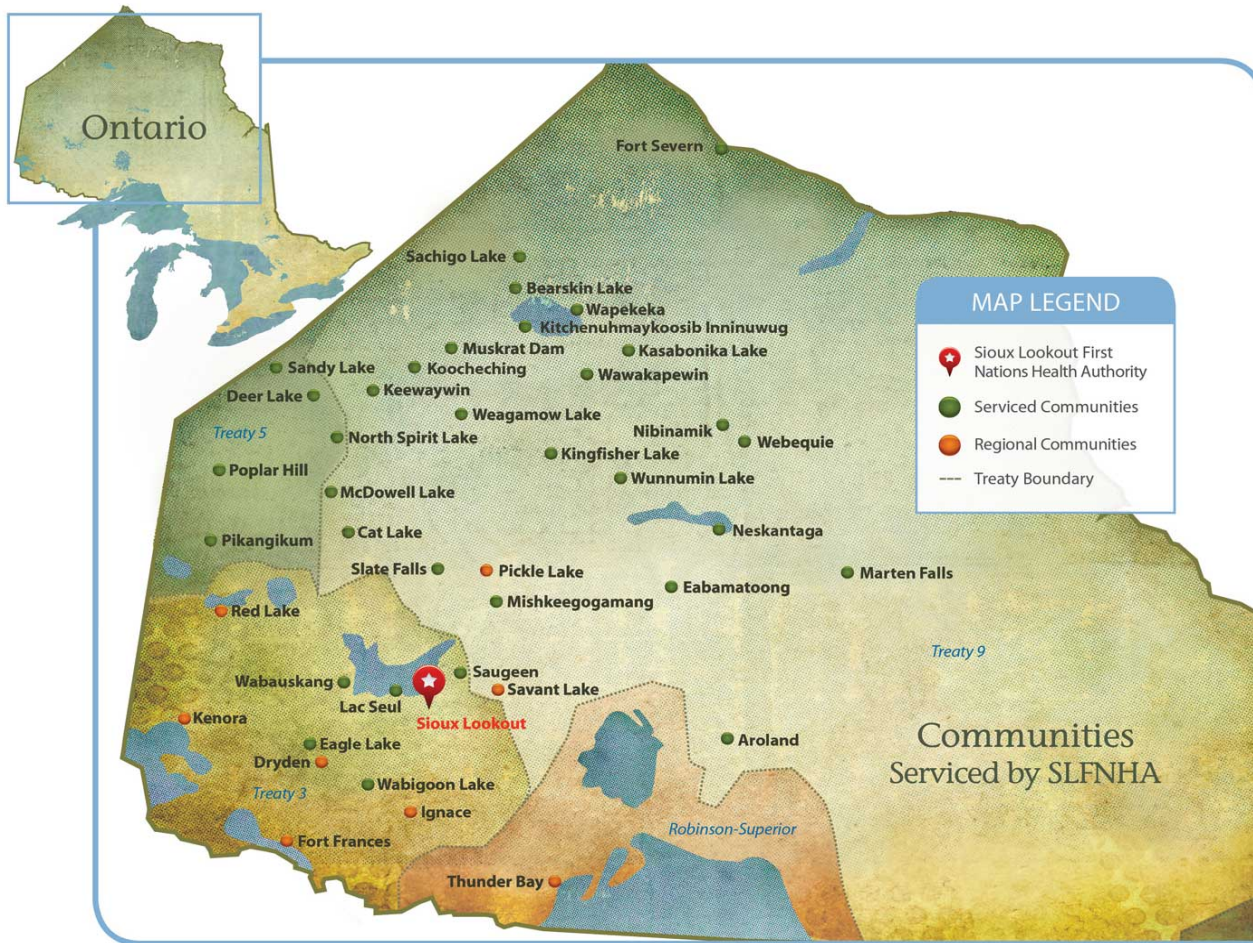 Ontario
Fort Severn
Sachigo Lake
Bearskin Lake
Wapekeka
Kitchenuhmaykoosib Inninuwug
Muskrat Dam
Kasabonika Lake
Sandy Lake
Koocheching
Wawakapewin
Keewaywin
Deer Lake
Weagamow Lake
Nibinamik
Treaty 5
North Spirit Lake
Webequie
Kingfisher Lake
Poplar Hill
Wunnumin Lake
McDowell Lake
Cat Lake
Neskantaga
Pikangikum
Slate Falls
Pickle Lake
Marten Falls
Eabamatoong
Mishkeegogamang
Red Lake
Treaty 9
Saugeen
Wabauskang
Savant Lake
Lac Seul
Kenora
Sioux Lookout
Aroland
Eagle Lake
Dryden
Wabigoon Lake
Treaty 3
Ignace
Robinson-Superior
Fort Frances
Thunder Bay
MAP LEGEND
Sioux Lookout First
Nations Health Authority
Serviced Communities
Regional Communities
Treaty Boundary
Communities
Serviced by SLFNHA